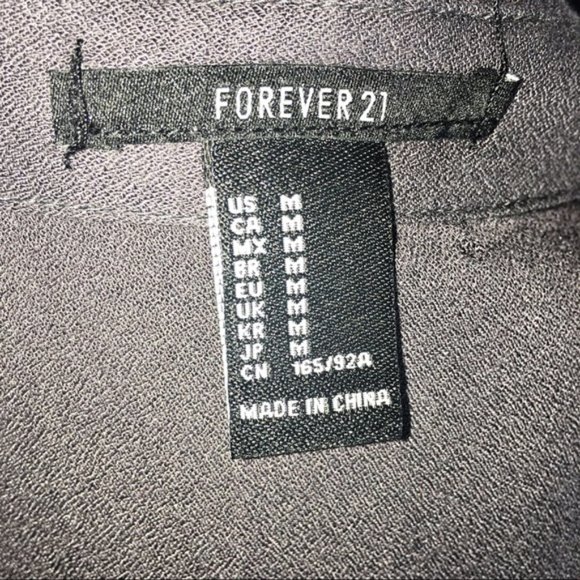 FOREVER 21
US M
CA M
MX M
BR M
EU M
UK M
KR M
JP M
CN 165/92A
MADE IN CHINA